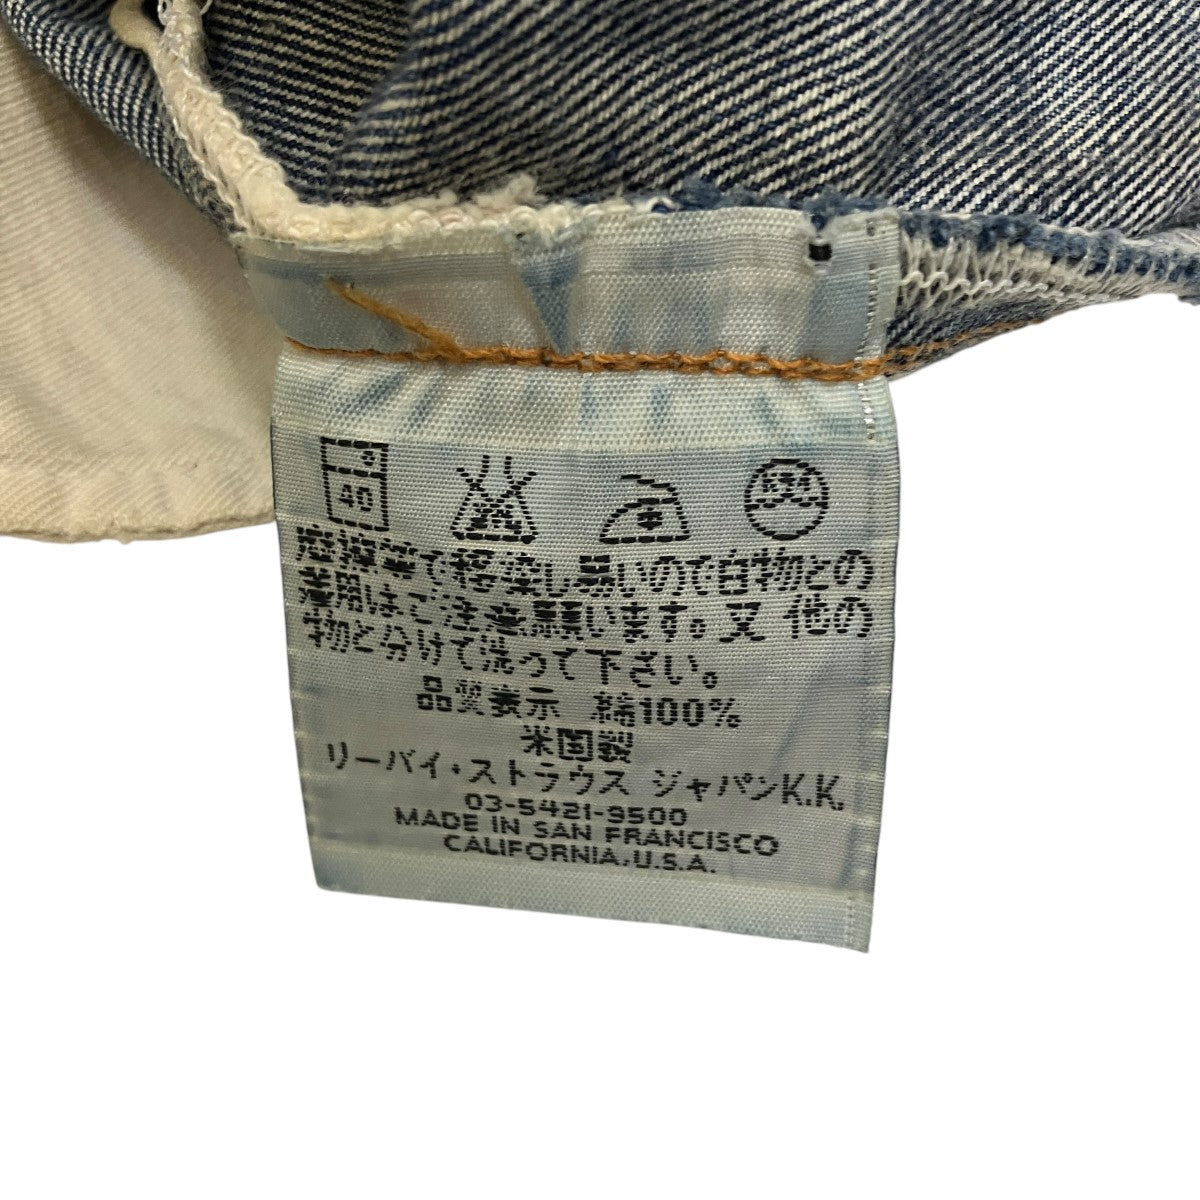 40
摩擦等で移染し易いので白物との
着用はご注意願います。又 他の
物と分けて洗って下さい。
品質表示 綿100%
米国製
リーバイ・ストラウス ジャパンK.K.
03-5421-9500
MADE IN SAN FRANCISCO
CALIFORNIA, U.S.A.